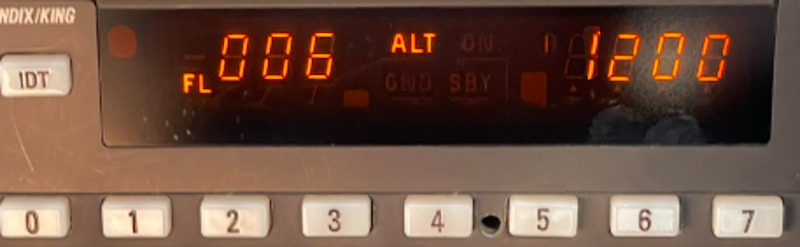 NDIX/KING
IDT
FL 006 ALT ON R 1200
GND SBY
0 1 2 3 4 5 6 7